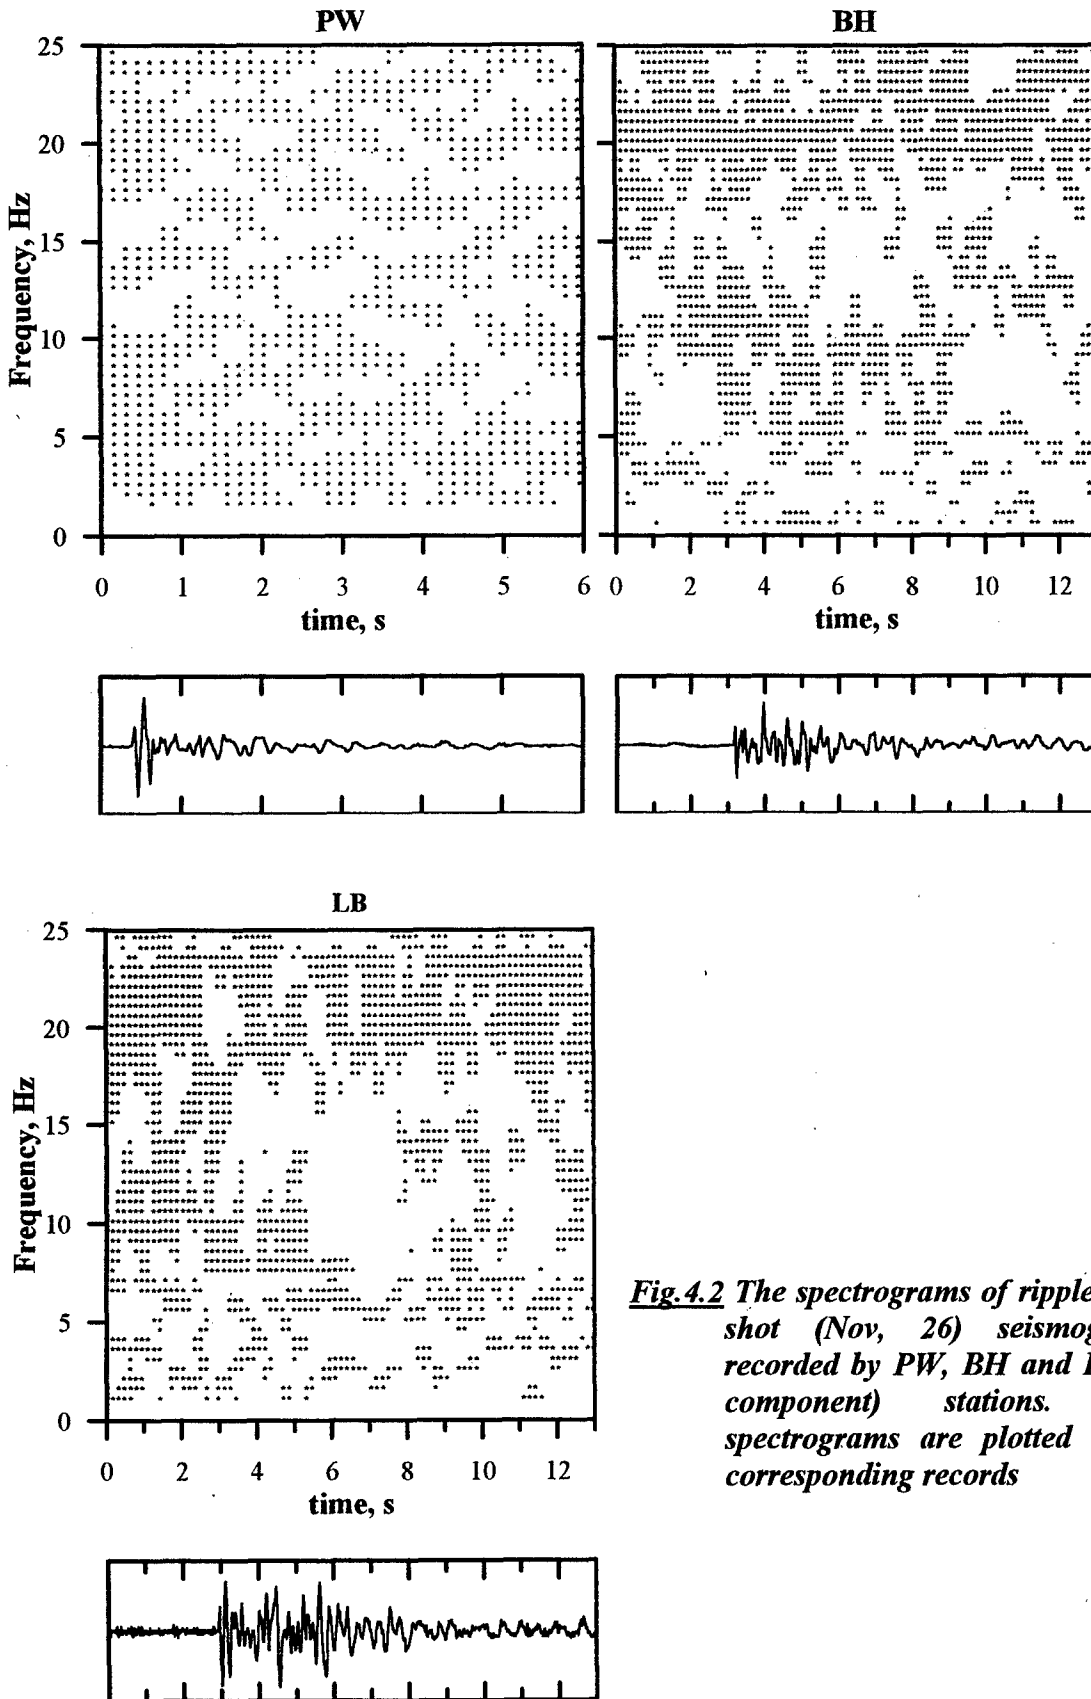 PW
BH
25
20
15
10
5
0
Frequency, Hz
0 1 2 3 4 5 6
0 2 4 6 8 10 12
time, s
time, s
LB
25
20
15
10
5
0
Frequency, Hz
0 2 4 6 8 10 12
time, s
Fig.4.2 The spectrograms of ripple
shot (Nov, 26) seismog
recorded by PW, BH and
component) stations.
spectrograms are plotted
corresponding records